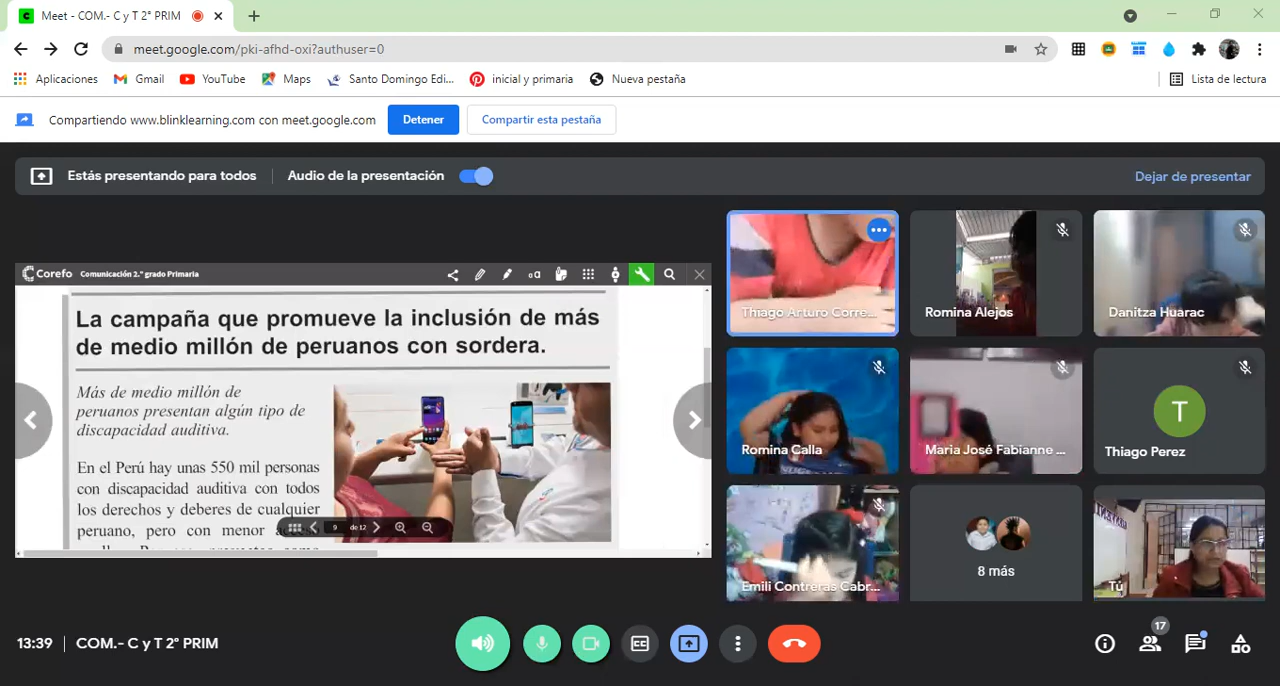 Meet - COM.- C y T 2° PRIM
meet.google.com/pki-afhd-oxi?authuser=0
Aplicaciones
Gmail
YouTube
Maps
Santo Domingo Edi...
inicial y primaria
Nueva pestaña
Lista de lectura
Compartiendo www.blinklearning.com con meet.google.com
Detener
Compartir esta pestaña
Estás presentando para todos
Audio de la presentación
Dejar de presentar
Corefo Comunicación 2.° grado Primaria
La campaña que promueve la inclusión de más
de medio millón de peruanos con sordera.
Más de medio millón de
peruanos presentan algún tipo de
discapacidad auditiva.
En el Perú hay unas 550 mil personas
con discapacidad auditiva con todos
los derechos y deberes de cualquier
peruano, pero con menor
9 de 12
Thiago Arturo Corre...
Romina Alejos
Danitza Huarac
Romina Calla
Maria José Fabianne ...
T
Thiago Perez
Emili Contreras Cabr...
8 más
Tú
13:39 COM.- C y T 2° PRIM
17